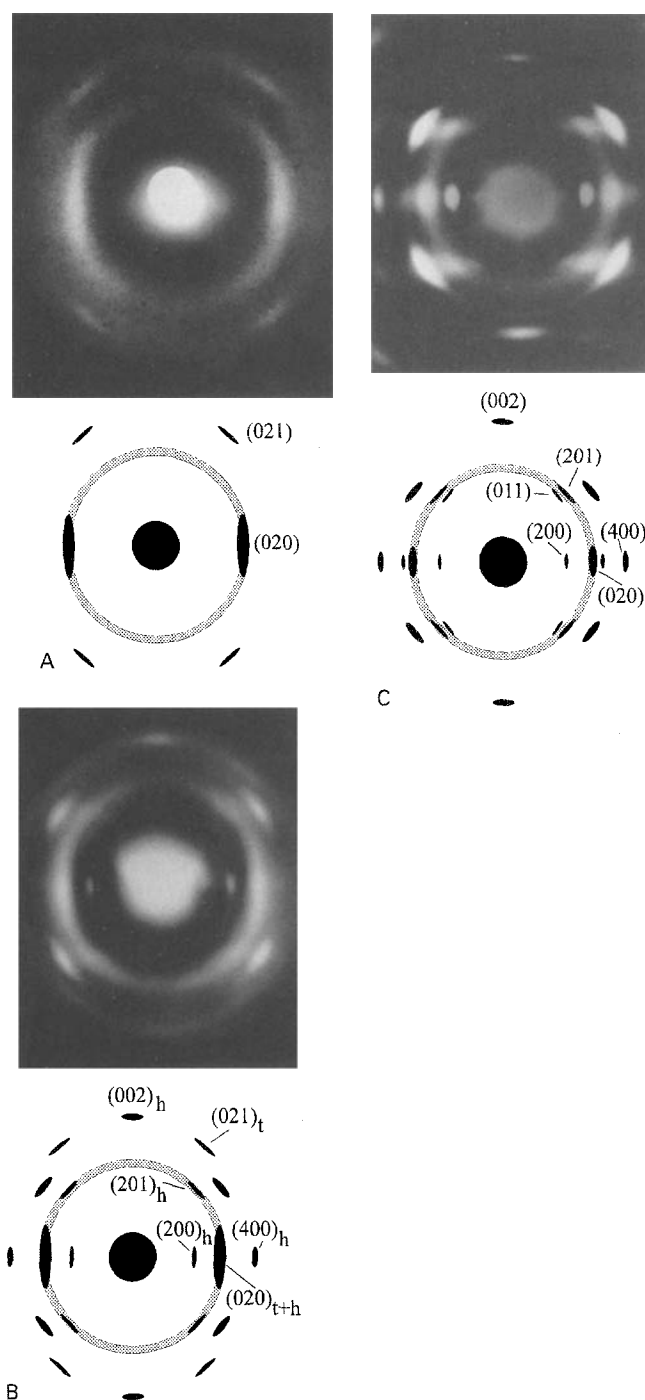 (021)
(020)
A
(002)
(201)
(011)
(200)
(400)
(020)
C
(002)h
(021)t
(201)h
(200)h
(400)h
(020)t+h
B